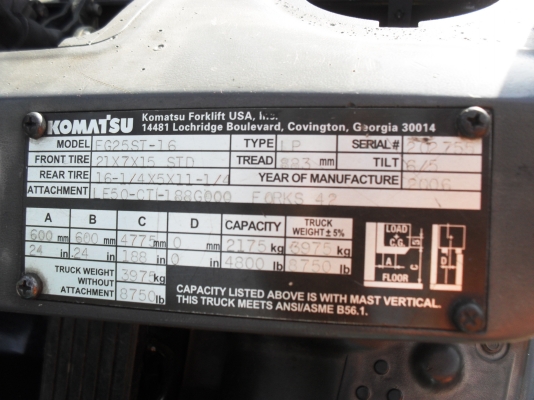 KOMATSU
Komatsu Forklift USA, Inc.
14481 Lochridge Boulevard, Covington, Georgia 30014
MODEL FG25ST-16 TYPE LP SERIAL#
FRONT TIRE 21X7X15 STD TREAD mm TILT 6/5
REAR TIRE 16-1/4X5X11-1/4 YEAR OF MANUFACTURE 2006
ATTACHMENT FORKS 42
A B C D CAPACITY TRUCK WEIGHT ± 5%
600 mm 600 mm 4775 mm 0 mm 2175 kg 3975 kg
24 in 24 in 188 in 0 in 4800 lb 8750 lb
TRUCK WEIGHT WITHOUT ATTACHMENT 3975 kg 8750 lb
LOAD C.G. A FLOOR C D
CAPACITY LISTED ABOVE IS WITH MAST VERTICAL.
THIS TRUCK MEETS ANSI/ASME B56.1.